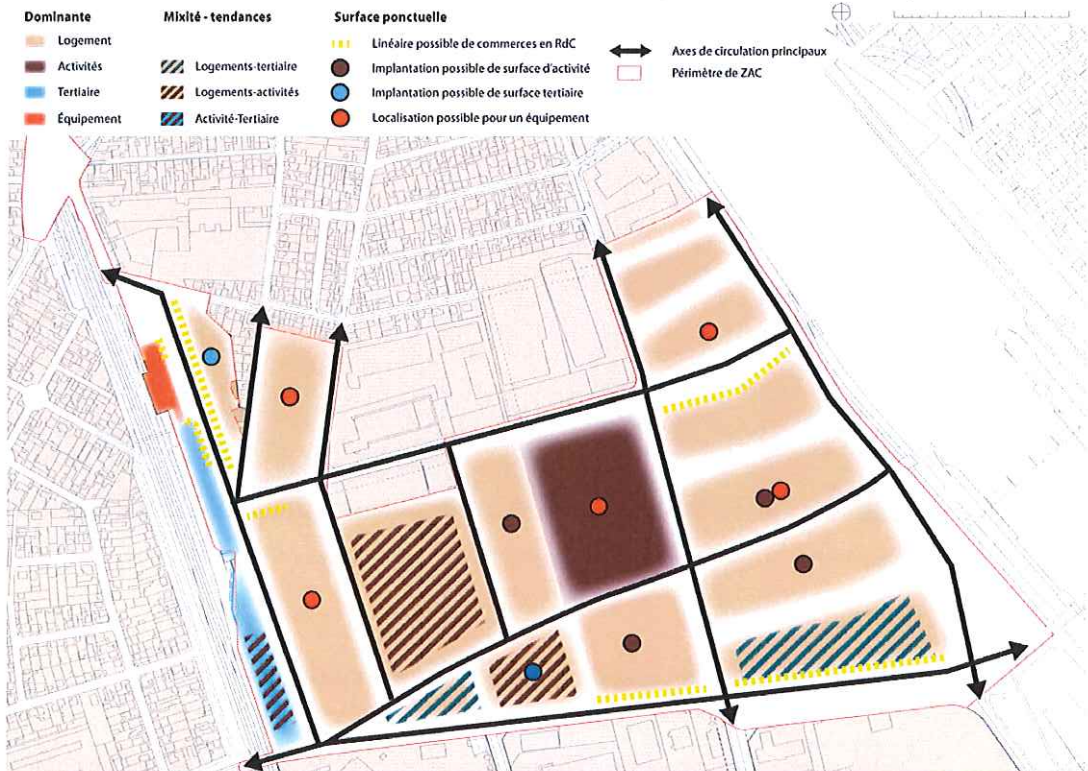 Dominante
Logement
Activités
Tertiaire
Équipement
Mixité - tendances
Logements-tertiaire
Logements-activités
Activité-Tertiaire
Surface ponctuelle
Linéaire possible de commerces en RdC
Implantation possible de surface d'activité
Implantation possible de surface tertiaire
Localisation possible pour un équipement
Axes de circulation principaux
Périmètre de ZAC